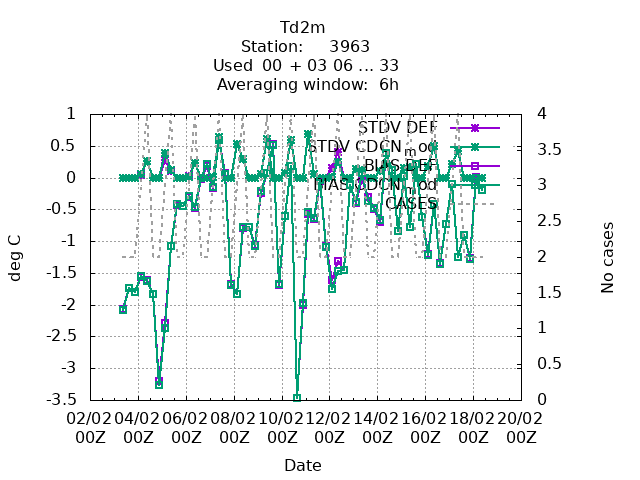 Td2m
Station: 3963
Used 00 + 03 06 ... 33
Averaging window: 6h
1
0.5
0
-0.5
-1
-1.5
-2
-2.5
-3
-3.5
deg C
4
3.5
3
2.5
2
1.5
1
0.5
0
No cases
STDV DEF
STDV CDCN_mod
BIAS DEF
BIAS CDCN_mod
CASES
02/02 04/02 06/02 08/02 10/02 12/02 14/02 16/02 18/02 20/02
00Z 00Z 00Z 00Z 00Z 00Z 00Z 00Z 00Z 00Z
Date